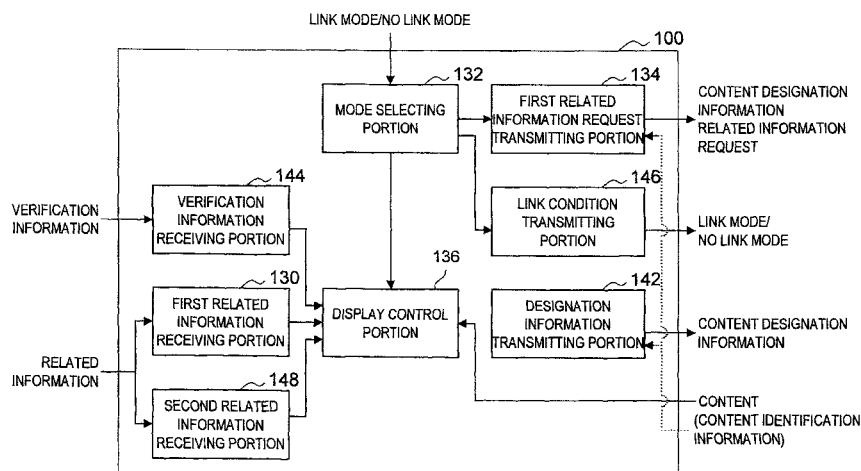 LINK MODE/NO LINK MODE
100
132
MODE SELECTING
PORTION
134
FIRST RELATED
INFORMATION REQUEST
TRANSMITTING PORTION
CONTENT DESIGNATION
INFORMATION
RELATED INFORMATION
REQUEST
144
VERIFICATION
INFORMATION
RECEIVING PORTION
VERIFICATION
INFORMATION
146
LINK CONDITION
TRANSMITTING
PORTION
LINK MODE/
NO LINK MODE
130
FIRST RELATED
INFORMATION
RECEIVING PORTION
136
DISPLAY CONTROL
PORTION
142
DESIGNATION
INFORMATION
TRANSMITTING PORTION
CONTENT DESIGNATION
INFORMATION
RELATED
INFORMATION
148
SECOND RELATED
INFORMATION
RECEIVING PORTION
CONTENT
(CONTENT IDENTIFICATION
INFORMATION)